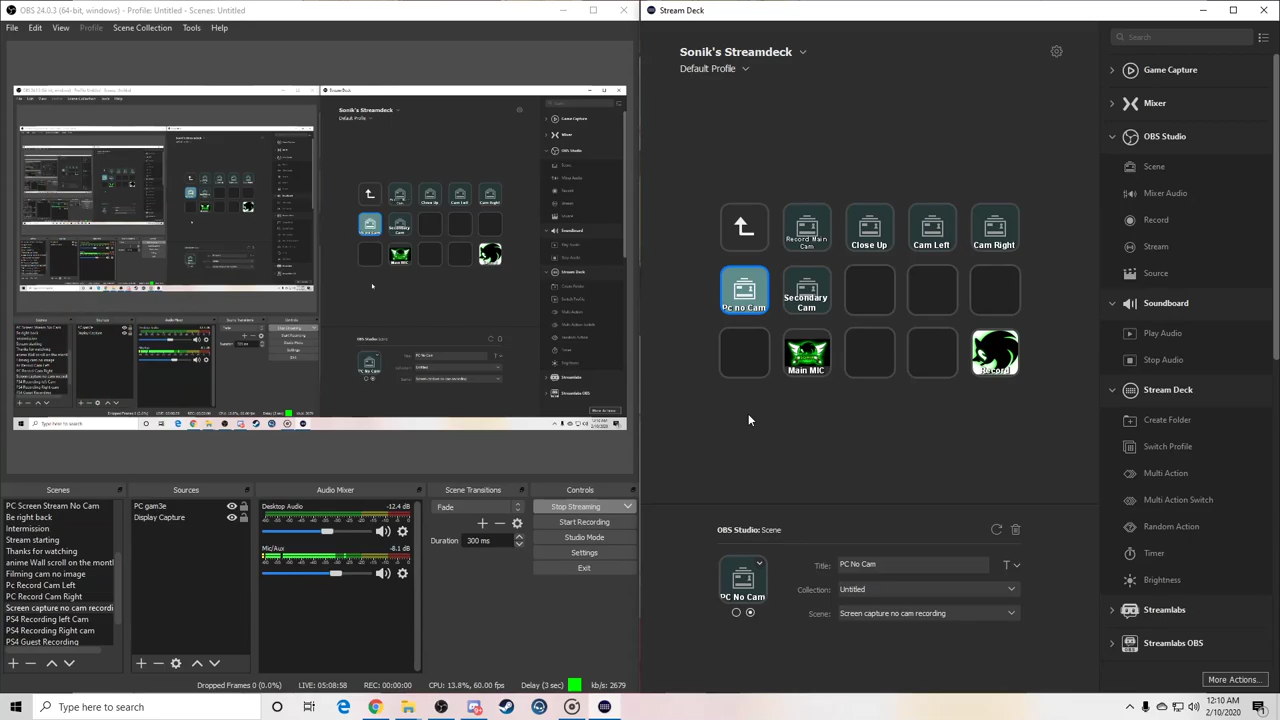 OBS 24.0.3 (64-bit, windows) - Profile: Untitled - Scenes: Untitled
File Edit View Profile Scene Collection Tools Help
Scenes
PC Screen Stream No Cam
Be right back
Intermission
Stream starting
Thanks for watching
anime Wall scroll on the month
Filming cam no image
Pc Record Cam Left
PC Record Cam Right
Screen capture no cam recordi
PS4 Recording left Cam
PS4 Recording Right cam
PS4 Guest Recording
Sources
PC gam3e
Display Capture
Audio Mixer
Desktop Audio -12.4 dB
Mic/Aux -8.1 dB
Scene Transitions
Fade
Duration 300 ms
Controls
Stop Streaming
Start Recording
Studio Mode
Settings
Exit
Dropped Frames 0 (0.0%) LIVE: 05:08:58 REC: 00:00:00 CPU: 13.8%, 60.00 fps Delay (3 sec) kb/s: 2679
Stream Deck
Sonik's Streamdeck
Default Profile
Record Main Cam
Close Up
Cam Left
Cam Right
PC No Cam
Secondary Cam
Main MIC
Record
OBS Studio: Scene
PC No Cam
Title: PC No Cam
Collection: Untitled
Scene: Screen capture no cam recording
Search
Game Capture
Mixer
OBS Studio
Scene
Mixer Audio
Record
Stream
Source
Soundboard
Play Audio
Stop Audio
Stream Deck
Create Folder
Switch Profile
Multi Action
Multi Action Switch
Random Action
Timer
Brightness
Streamlabs
Streamlabs OBS
More Actions...
Type here to search
12:10 AM
2/10/2020